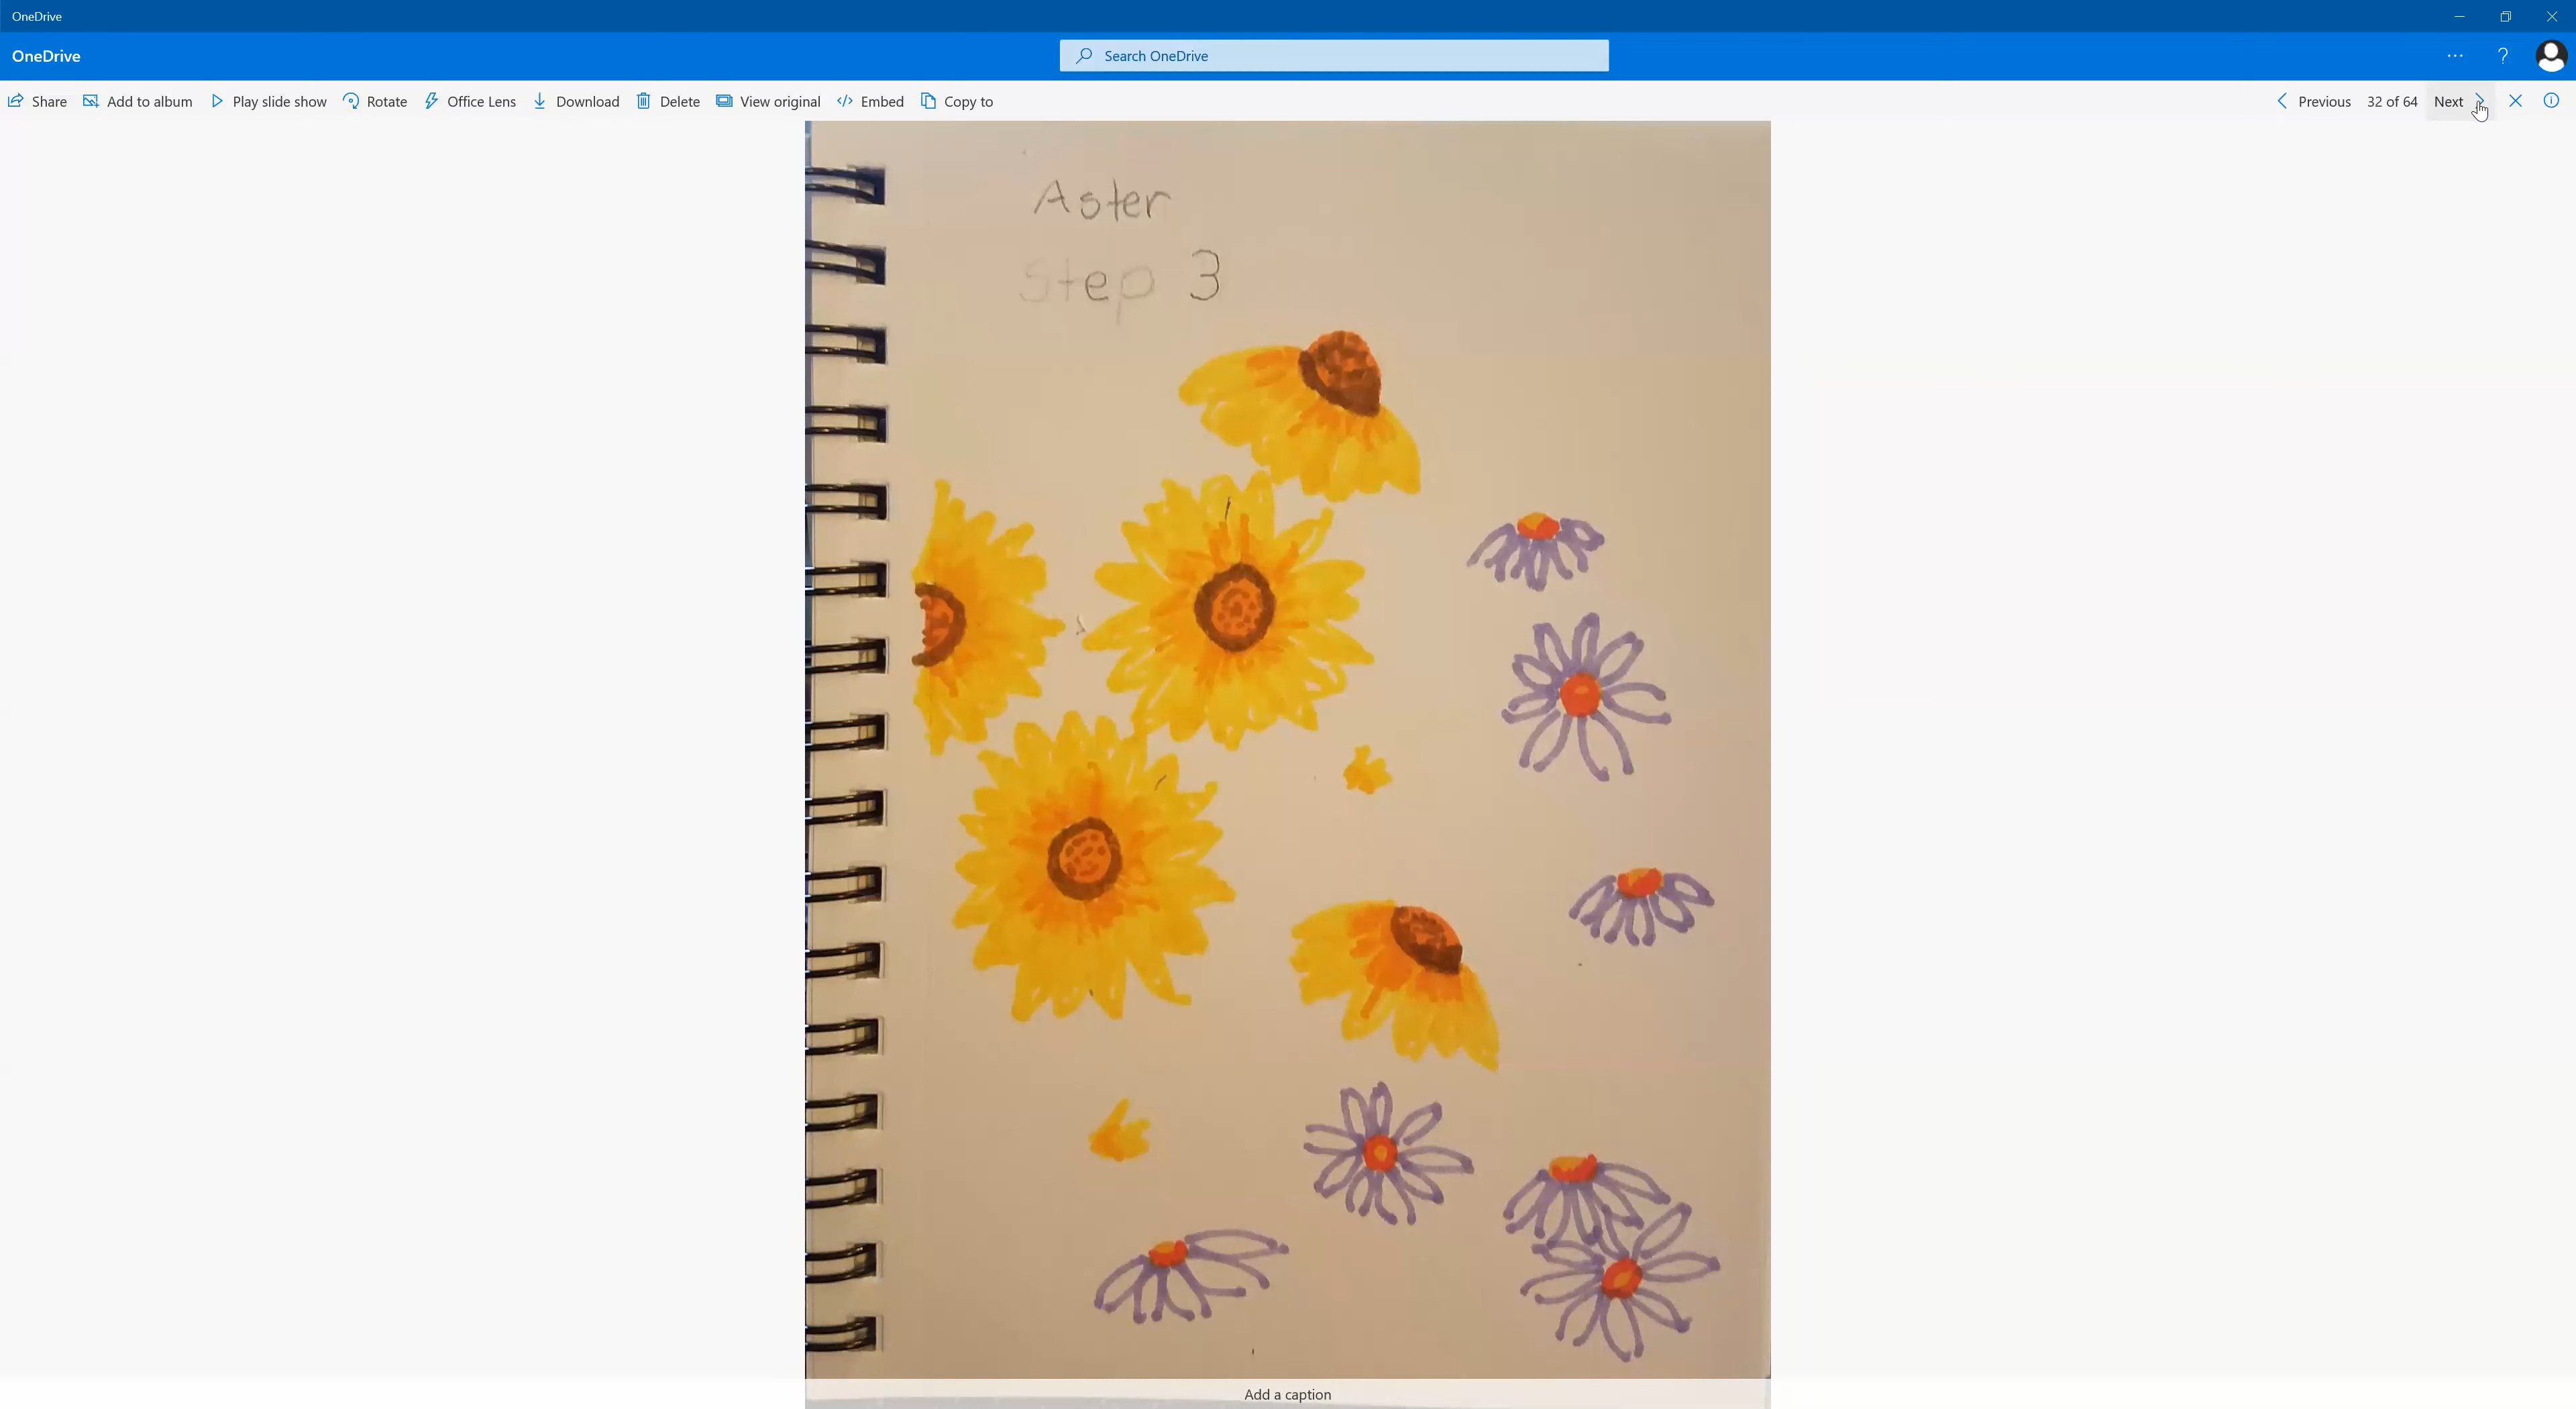 OneDrive
OneDrive
Search OneDrive
?
Share
Add to album
Play slide show
Rotate
Office Lens
Download
Delete
View original
Embed
Copy to
Previous
32 of 64
Next
Aster
Step 3
Add a caption